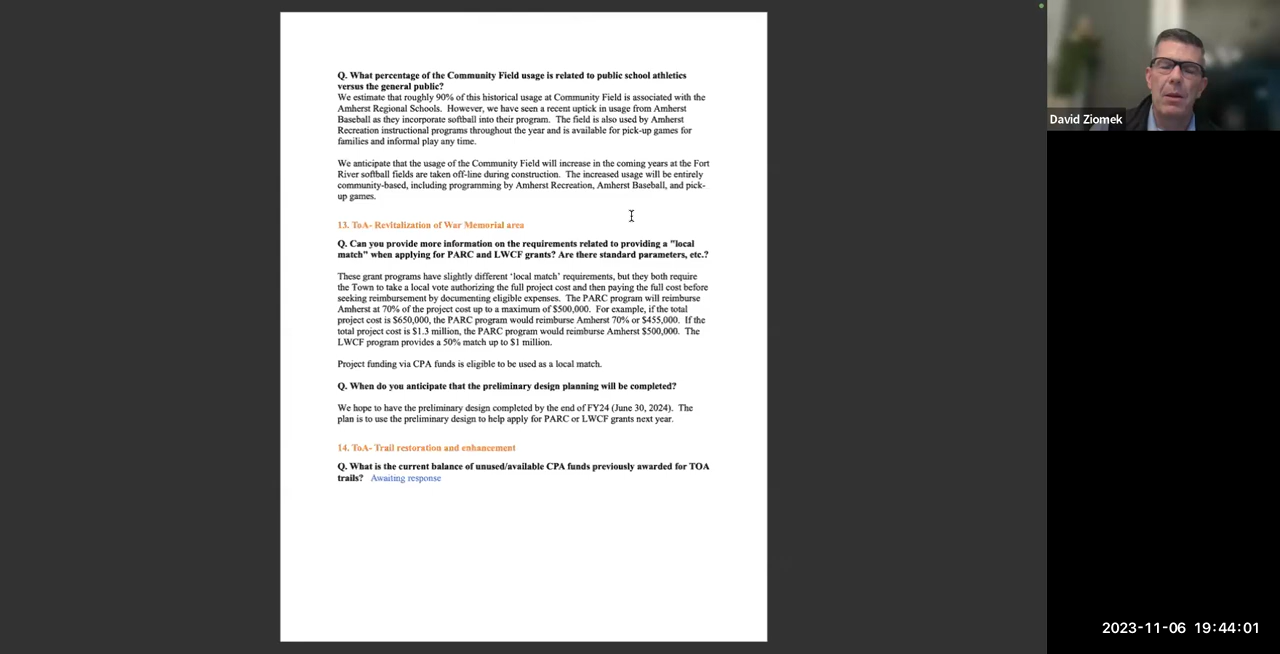 Q. What percentage of the Community Field usage is related to public school athletics
versus the general public?
We estimate that roughly 90% of this historical usage at Community Field is associated with the
Amherst Regional Schools.  However, we have seen a recent uptick in usage from Amherst
Baseball as they incorporate softball into their program.  The field is also used by Amherst
Recreation instructional programs throughout the year and is available for pick-up games for
families and informal play any time.
We anticipate that the usage of the Community Field will increase in the coming years at the Fort
River softball fields are taken off-line during construction.  The increased usage will be entirely
community-based, including programming by Amherst Recreation, Amherst Baseball, and pick-
up games.
13. ToA- Revitalization of War Memorial area
Q. Can you provide more information on the requirements related to providing a "local
match" when applying for PARC and LWCF grants? Are there standard parameters, etc.?
These grant programs have slightly different ‘local match’ requirements, but they both require
the Town to take a local vote authorizing the full project cost and then paying the full cost before
seeking reimbursement by documenting eligible expenses.  The PARC program will reimburse
Amherst at 70% of the project cost up to a maximum of $500,000.  For example, if the total
project cost is $650,000, the PARC program would reimburse Amherst 70% or $455,000.  If the
total project cost is $1.3 million, the PARC program would reimburse Amherst $500,000.  The
LWCF program provides a 50% match up to $1 million.
Project funding via CPA funds is eligible to be used as a local match.
Q. When do you anticipate that the preliminary design planning will be completed?
We hope to have the preliminary design completed by the end of FY24 (June 30, 2024).  The
plan is to use the preliminary design to help apply for PARC or LWCF grants next year.
14. ToA- Trail restoration and enhancement
Q. What is the current balance of unused/available CPA funds previously awarded for TOA
trails?   Awaiting response
David Ziomek
2023-11-06  19:44:01